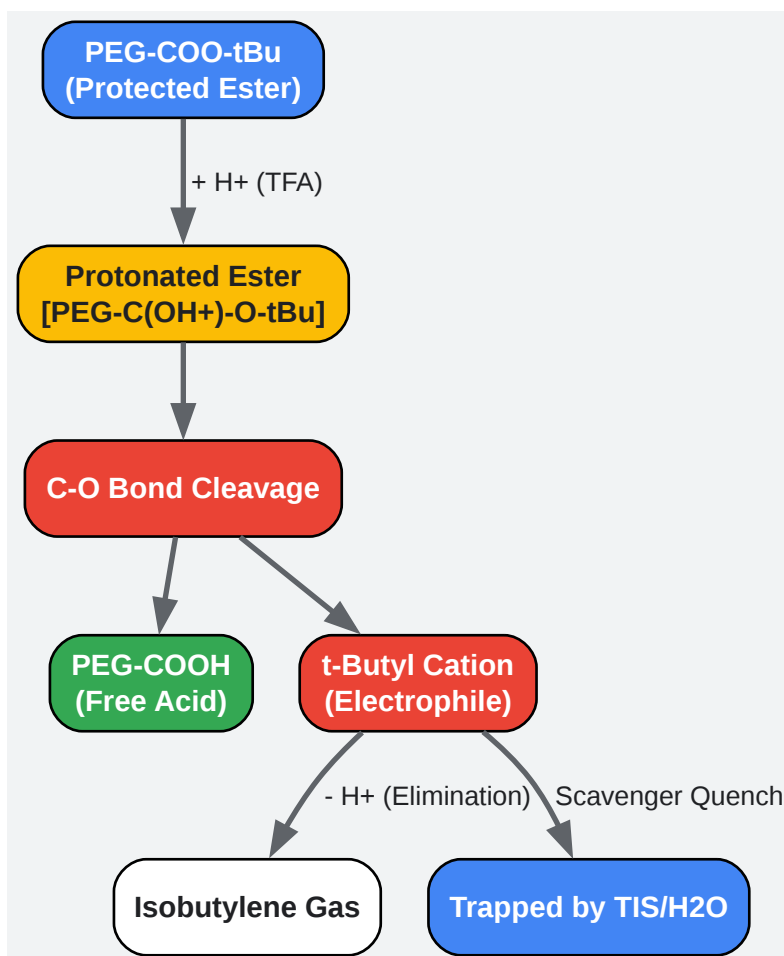 PEG-COO-tBu
(Protected Ester)
+ H+ (TFA)
Protonated Ester
[PEG-C(OH+)-O-tBu]
C-O Bond Cleavage
PEG-COOH
(Free Acid)
t-Butyl Cation
(Electrophile)
- H+ (Elimination)
Scavenger Quench
Isobutylene Gas
Trapped by TIS/H2O